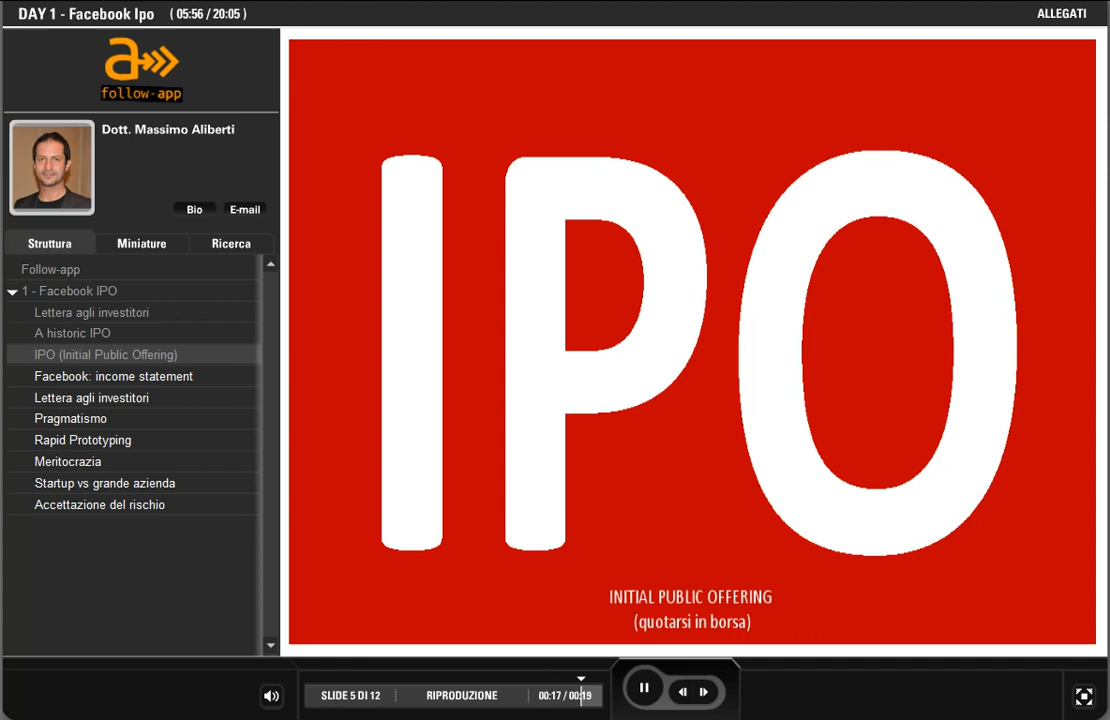 DAY 1 - Facebook Ipo ( 05:56 / 20:05 )
ALLEGATI
a
follow-app
Dott. Massimo Aliberti
Bio E-mail
Struttura Miniature Ricerca
Follow-app
1 - Facebook IPO
Lettera agli investitori
A historic IPO
IPO (Initial Public Offering)
Facebook: income statement
Lettera agli investitori
Pragmatismo
Rapid Prototyping
Meritocrazia
Startup vs grande azienda
Accettazione del rischio
IPO
INITIAL PUBLIC OFFERING
(quotarsi in borsa)
SLIDE 5 DI 12 RIPRODUZIONE 00:17 / 00:19